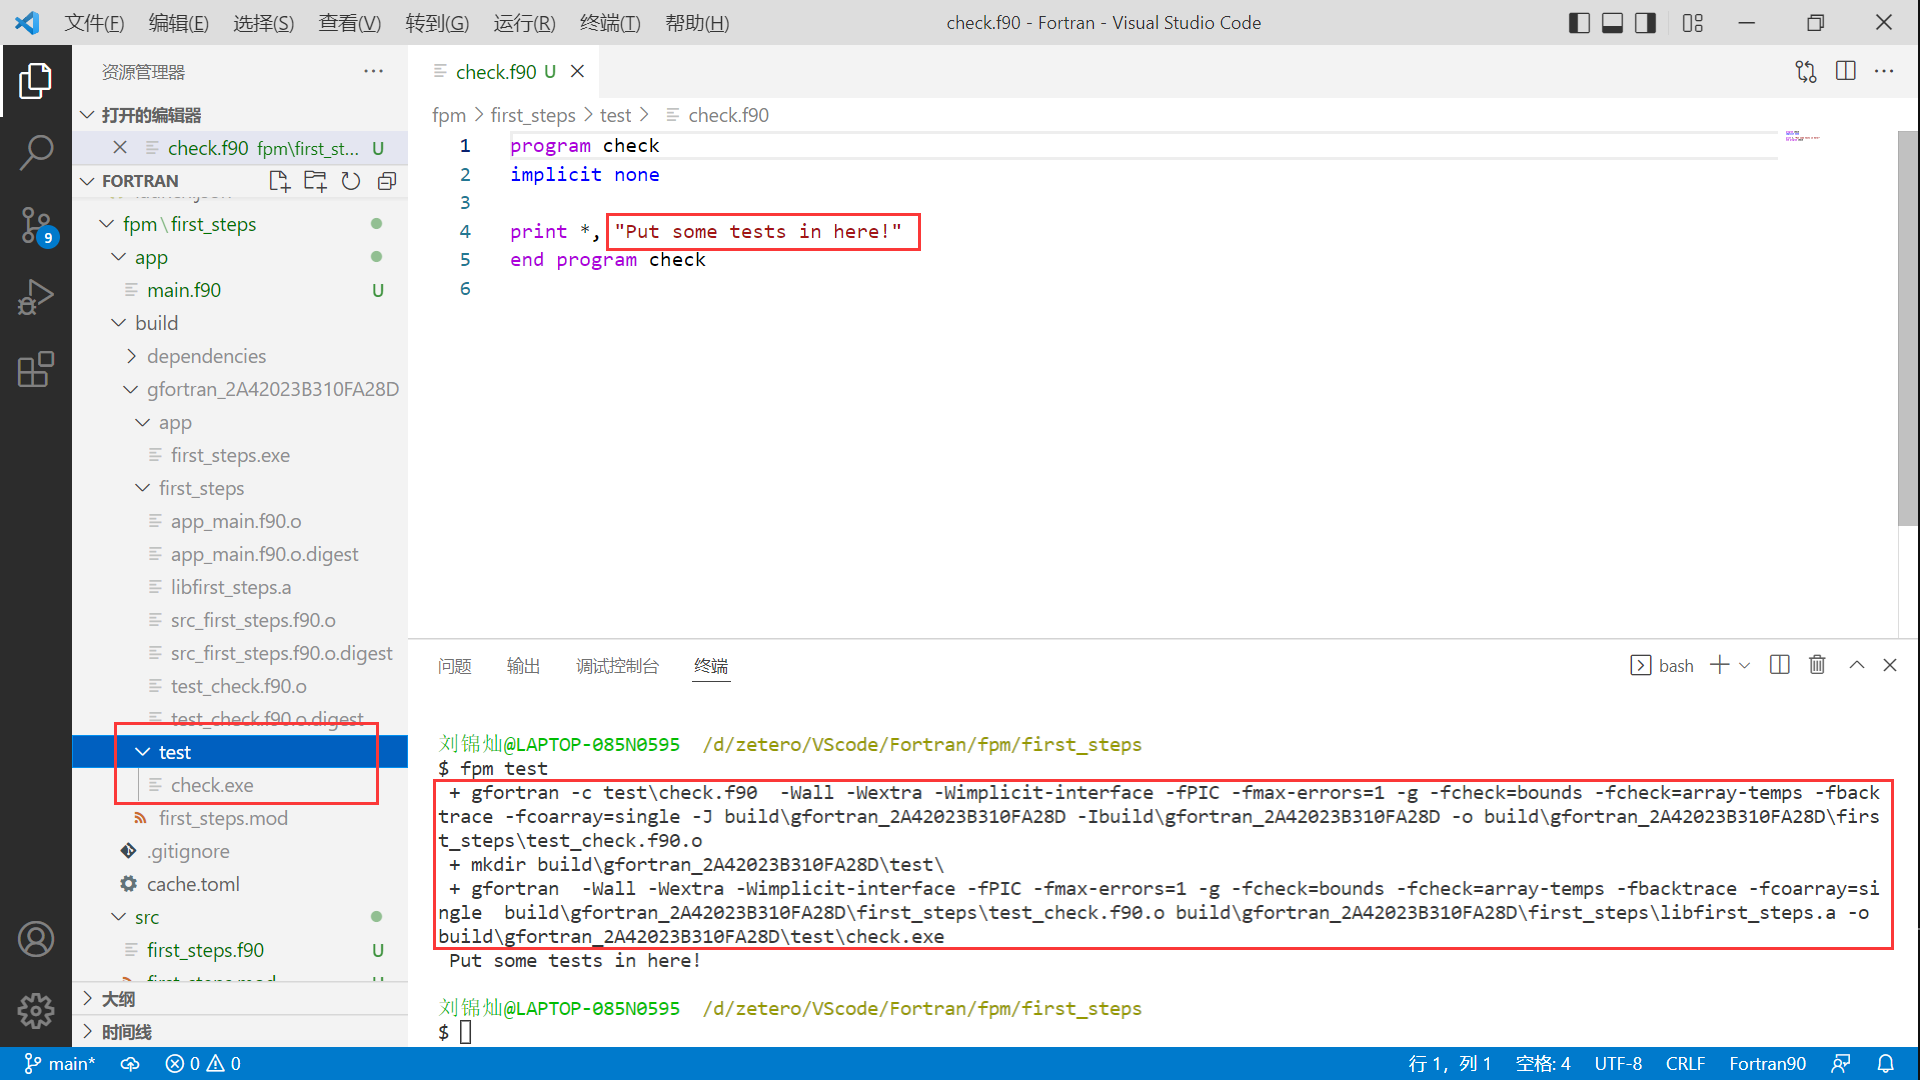 文件(F) 编辑(E) 选择(S) 查看(V) 转到(G) 运行(R) 终端(T) 帮助(H) check.f90 - Fortran - Visual Studio Code
资源管理器
打开的编辑器
check.f90 fpm\first_st... U
FORTRAN
launch.json
fpm\first_steps
app
main.f90 U
build
dependencies
gfortran_2A42023B310FA28D
app
first_steps.exe
first_steps
app_main.f90.o
app_main.f90.o.digest
libfirst_steps.a
src_first_steps.f90.o
src_first_steps.f90.o.digest
test_check.f90.o
test_check.f90.o.digest
test
check.exe
first_steps.mod
.gitignore
cache.toml
src
first_steps.f90 U
first_steps.mod U
大纲
时间线
9
check.f90 U
fpm > first_steps > test > check.f90
1 program check
2 implicit none
3
4 print *, "Put some tests in here!"
5 end program check
6
问题 输出 调试控制台 终端 bash
刘锦灿@LAPTOP-085N0595 /d/zetero/VScode/Fortran/fpm/first_steps
$ fpm test
+ gfortran -c test\check.f90 -Wall -Wextra -Wimplicit-interface -fPIC -fmax-errors=1 -g -fcheck=bounds -fcheck=array-temps -fback
trace -fcoarray=single -J build\gfortran_2A42023B310FA28D -Ibuild\gfortran_2A42023B310FA28D -o build\gfortran_2A42023B310FA28D\firs
t_steps\test_check.f90.o
+ mkdir build\gfortran_2A42023B310FA28D\test\
+ gfortran -Wall -Wextra -Wimplicit-interface -fPIC -fmax-errors=1 -g -fcheck=bounds -fcheck=array-temps -fbacktrace -fcoarray=si
ngle build\gfortran_2A42023B310FA28D\first_steps\test_check.f90.o build\gfortran_2A42023B310FA28D\first_steps\libfirst_steps.a -o
build\gfortran_2A42023B310FA28D\test\check.exe
Put some tests in here!
刘锦灿@LAPTOP-085N0595 /d/zetero/VScode/Fortran/fpm/first_steps
$
main* 0 0 行 1，列 1 空格: 4 UTF-8 CRLF Fortran90